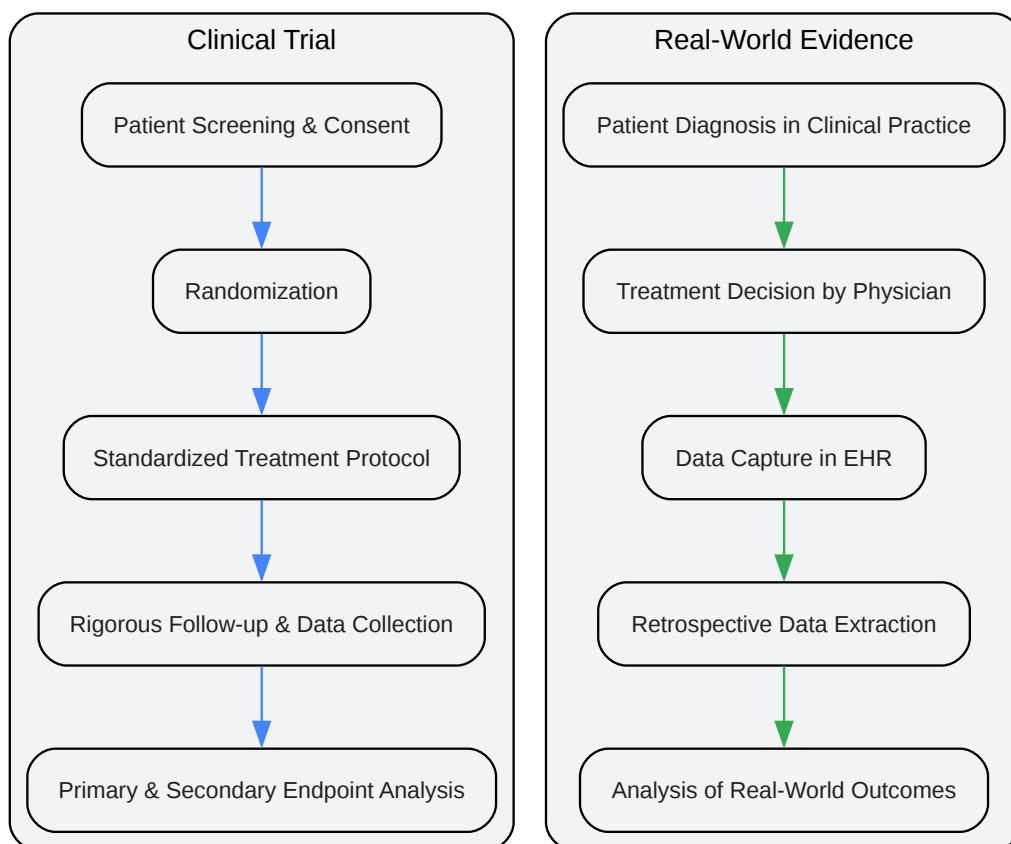 Clinical Trial
Patient Screening & Consent
Randomization
Standardized Treatment Protocol
Rigorous Follow-up & Data Collection
Primary & Secondary Endpoint Analysis
Real-World Evidence
Patient Diagnosis in Clinical Practice
Treatment Decision by Physician
Data Capture in EHR
Retrospective Data Extraction
Analysis of Real-World Outcomes